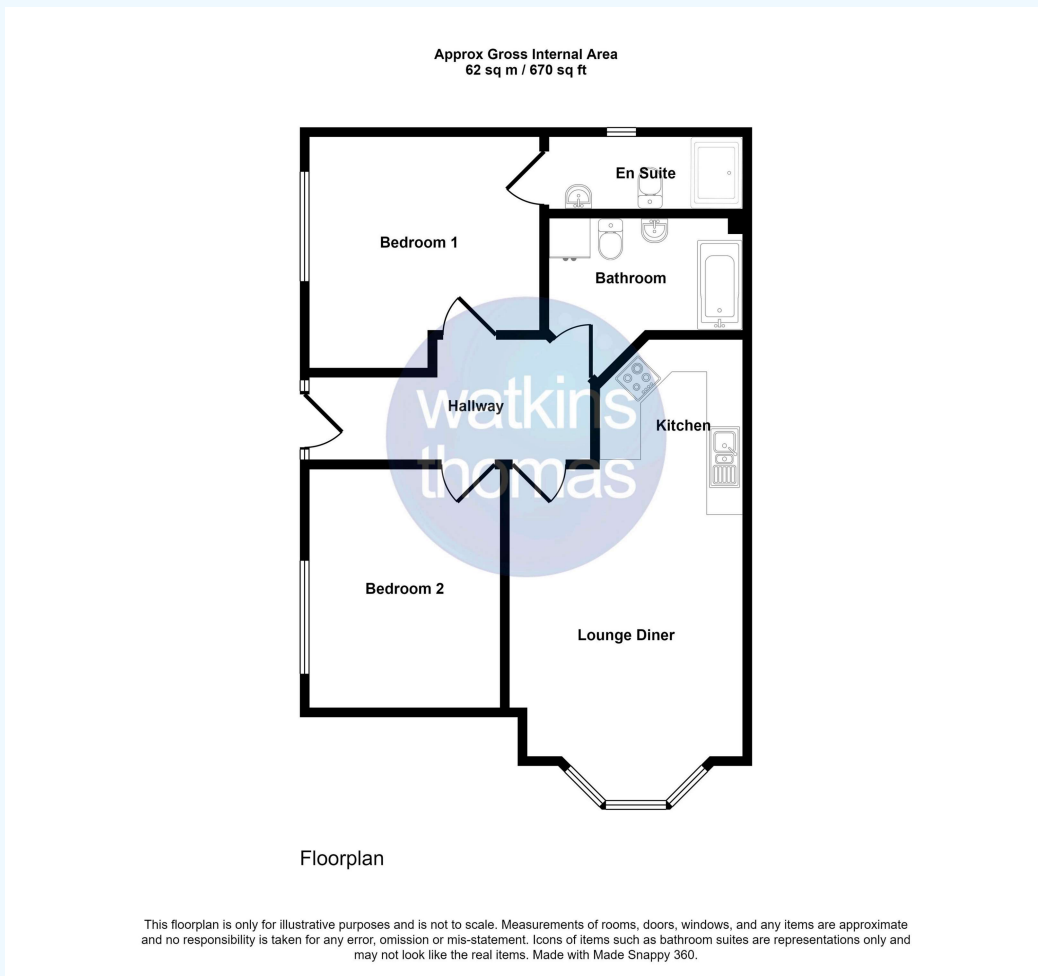 Approx Gross Internal Area
62 sq m / 670 sq ft
En Suite
Bedroom 1
Bathroom
Hallway
watkins
thomas
Kitchen
Bedroom 2
Lounge Diner
Floorplan
This floorplan is only for illustrative purposes and is not to scale. Measurements of rooms, doors, windows, and any items are approximate
and no responsibility is taken for any error, omission or mis-statement. Icons of items such as bathroom suites are representations only and
may not look like the real items. Made with Made Snappy 360.